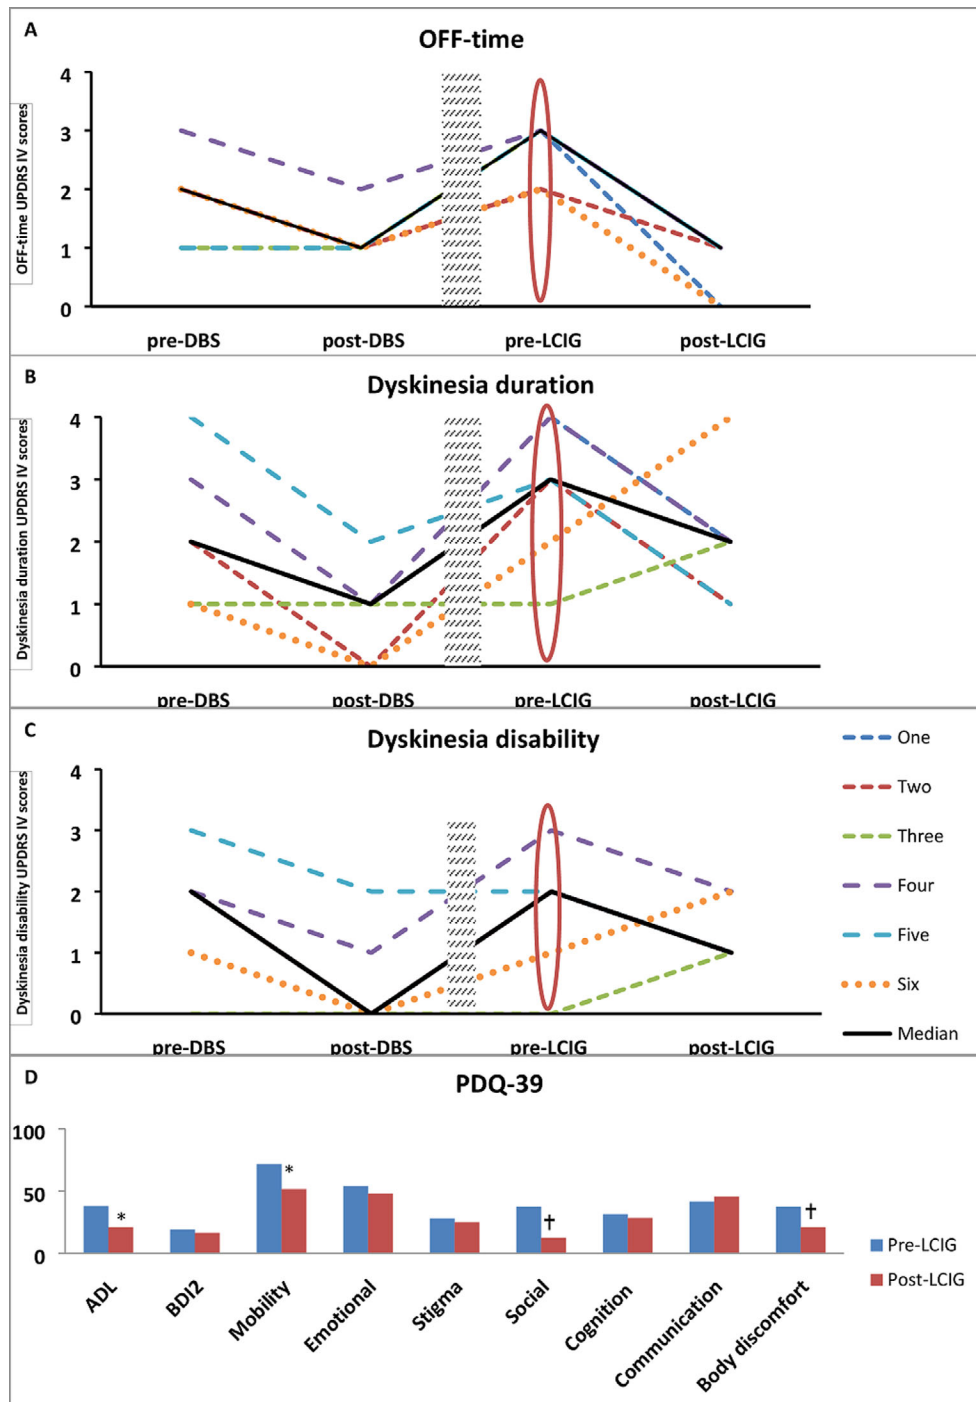 A
OFF-time
OFF-time UPDRS IV scores
4
3
2
1
0
pre-DBS post-DBS pre-LCIG post-LCIG
B
Dyskinesia duration
Dyskinesia duration UPDRS IV scores
4
3
2
1
0
pre-DBS post-DBS pre-LCIG post-LCIG
C
Dyskinesia disability
Dyskinesia disability UPDRS IV scores
4
3
2
1
0
pre-DBS post-DBS pre-LCIG post-LCIG
One
Two
Three
Four
Five
Six
Median
D
PDQ-39
100
50
0
* * † †
ADL BDI2 Mobility Emotional Stigma Social Cognition Communication Body discomfort
Pre-LCIG
Post-LCIG